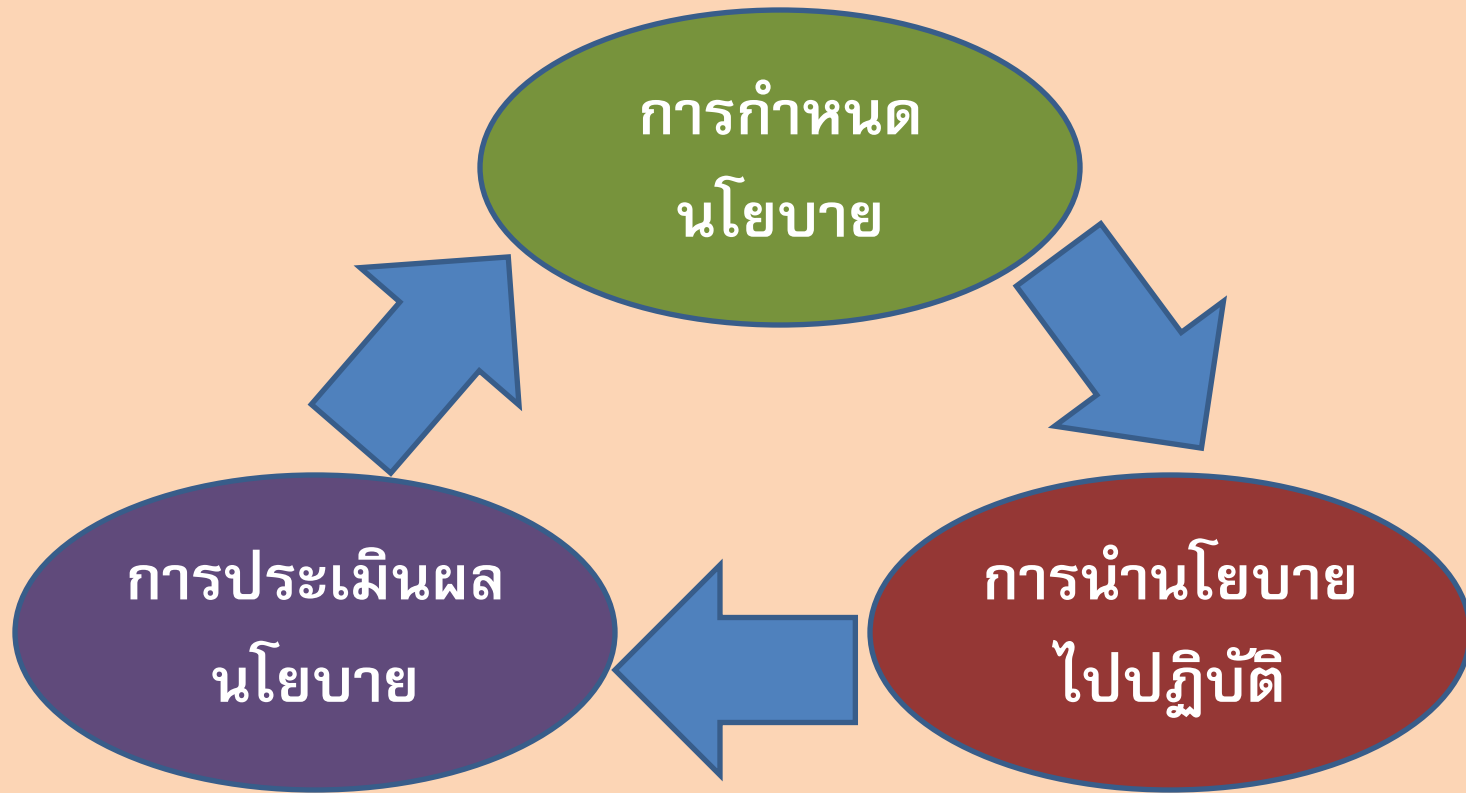 การกำหนด
นโยบาย
การนำนโยบาย
ไปปฏิบัติ
การประเมินผล
นโยบาย